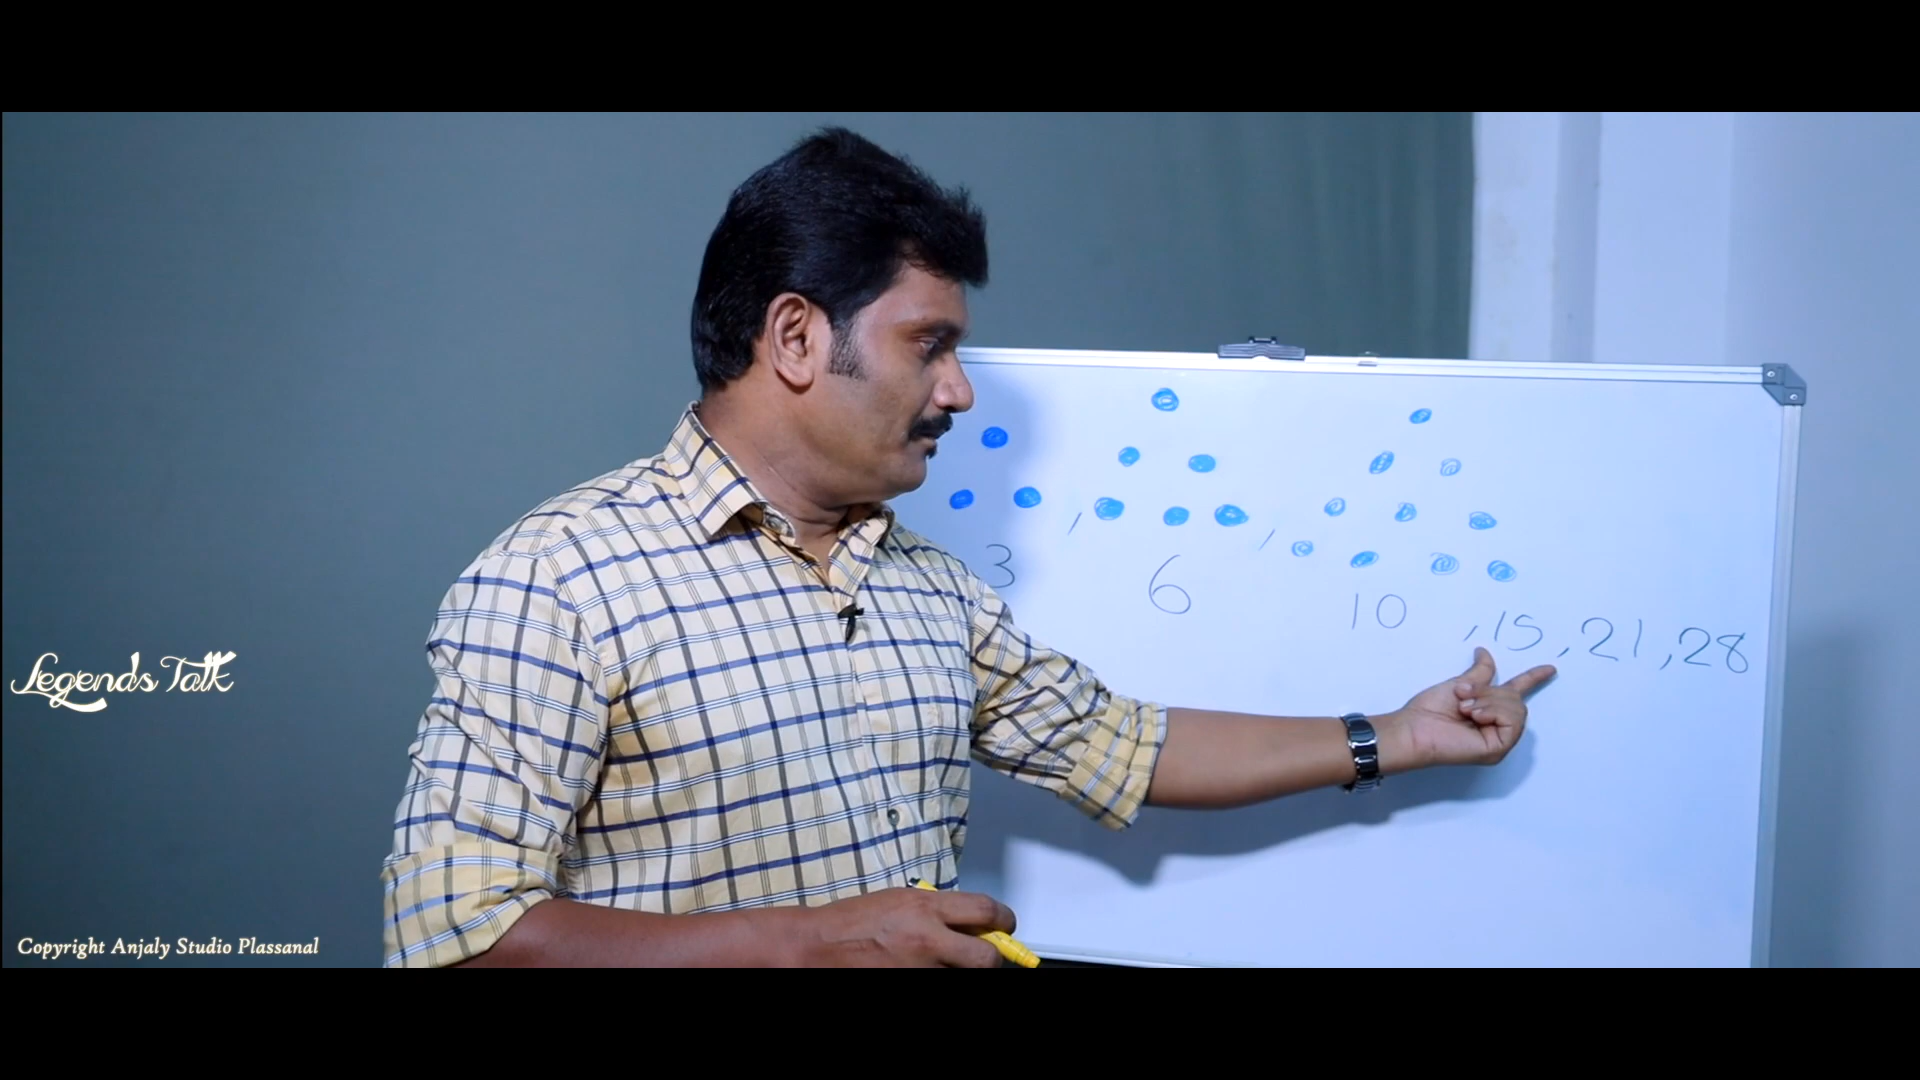 3 , 6 , 10 , 15 , 21 , 28
Legends Talk
Copyright Anjaly Studio Plassanal